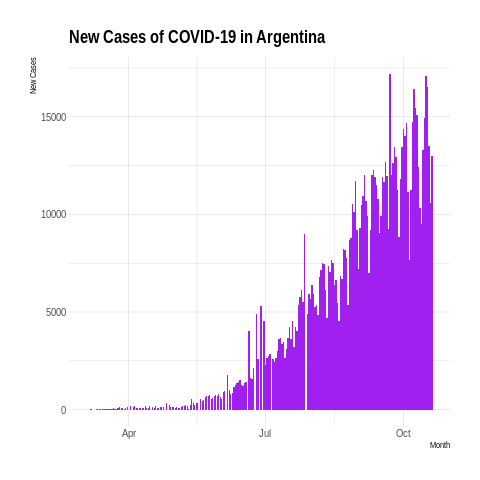 New Cases of COVID-19 in Argentina
New Cases
15000
10000
5000
0
Apr
Jul
Oct
Month